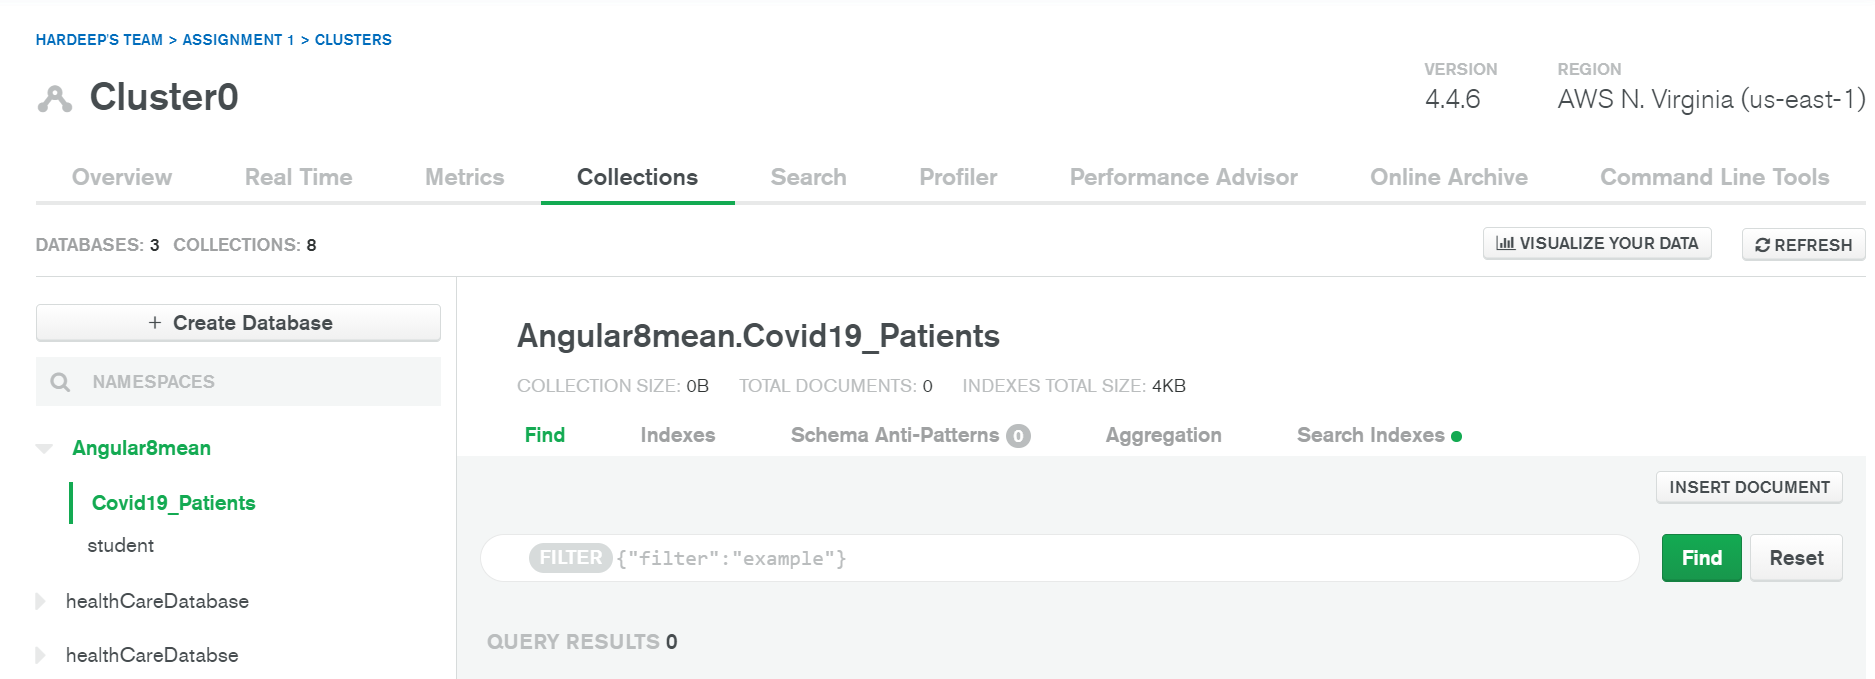 HARDEEP'S TEAM > ASSIGNMENT 1 > CLUSTERS
Cluster0
VERSION
4.4.6
REGION
AWS N. Virginia (us-east-1)
Overview Real Time Metrics Collections Search Profiler Performance Advisor Online Archive Command Line Tools
DATABASES: 3 COLLECTIONS: 8
VISUALIZE YOUR DATA
REFRESH
+ Create Database
NAMESPACES
Angular8mean
Covid19_Patients
student
healthCareDatabase
healthCareDatabse
Angular8mean.Covid19_Patients
COLLECTION SIZE: 0B TOTAL DOCUMENTS: 0 INDEXES TOTAL SIZE: 4KB
Find Indexes Schema Anti-Patterns 0 Aggregation Search Indexes
INSERT DOCUMENT
FILTER {"filter":"example"}
Find Reset
QUERY RESULTS 0